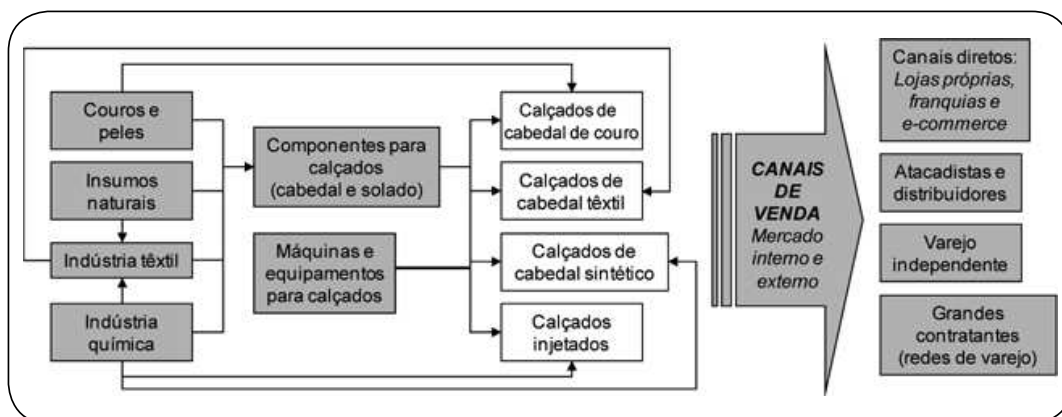 Couros e
peles
Insumos
naturais
Indústria têxtil
Indústria
química
Componentes para
calçados
(cabedal e solado)
Máquinas e
equipamentos
para calçados
Calçados de
cabedal de couro
Calçados de
cabedal têxtil
Calçados de
cabedal sintético
Calçados
injetados
CANAIS
DE
VENDA
Mercado
interno e
externo
Canais diretos:
Lojas próprias,
franquias e
e-commerce
Atacadistas e
distribuidores
Varejo
independente
Grandes
contratantes
(redes de varejo)